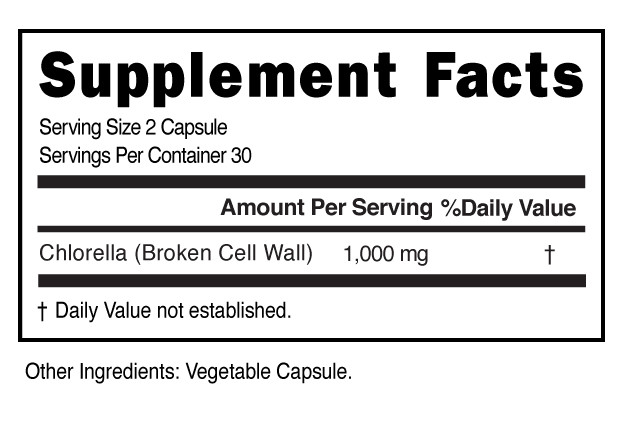 Supplement Facts
Serving Size 2 Capsule
Servings Per Container 30
Amount Per Serving %Daily Value
Chlorella (Broken Cell Wall) 1,000 mg †
† Daily Value not established.
Other Ingredients: Vegetable Capsule.